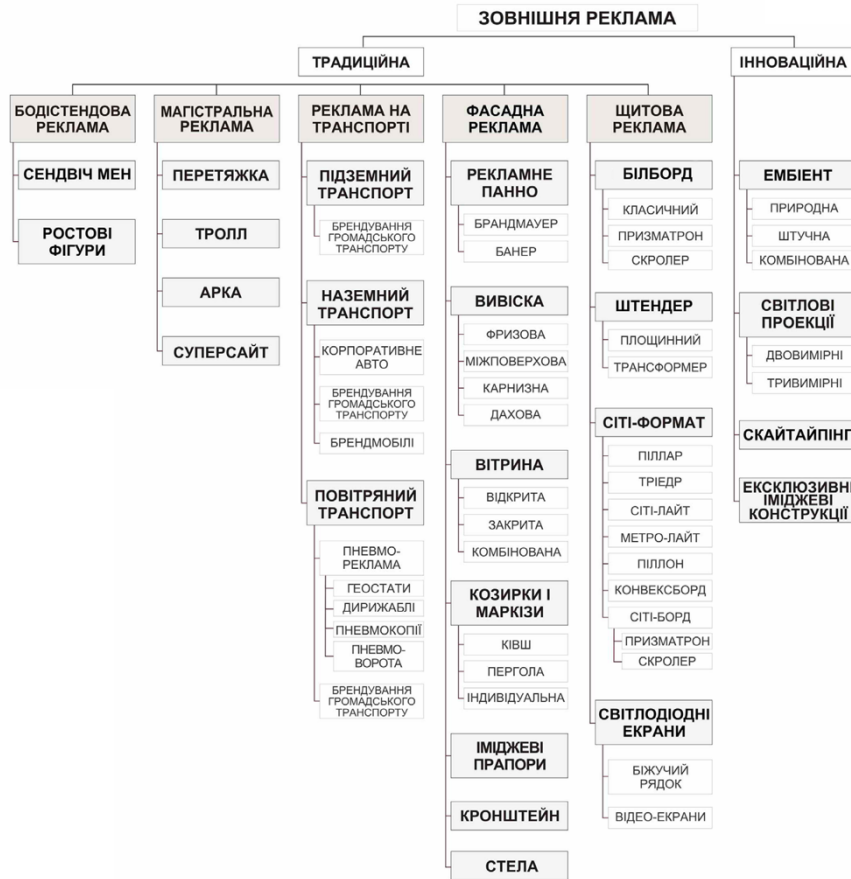 ЗОВНІШНЯ РЕКЛАМА
ТРАДИЦІЙНА
ІННОВАЦІЙНА
БОДІСТЕНДОВА
РЕКЛАМА
МАГІСТРАЛЬНА
РЕКЛАМА
РЕКЛАМА НА
ТРАНСПОРТІ
ФАСАДНА
РЕКЛАМА
ЩИТОВА
РЕКЛАМА
СЕНДВІЧ МЕН
РОСТОВІ
ФІГУРИ
ПЕРЕТЯЖКА
ТРОЛЛ
АРКА
СУПЕРСАЙТ
ПІДЗЕМНИЙ
ТРАНСПОРТ
БРЕНДУВАННЯ
ГРОМАДСЬКОГО
ТРАНСПОРТУ
НАЗЕМНИЙ
ТРАНСПОРТ
КОРПОРАТИВНЕ
АВТО
БРЕНДУВАННЯ
ГРОМАДСЬКОГО
ТРАНСПОРТУ
БРЕНДМОБІЛІ
ПОВІТРЯНИЙ
ТРАНСПОРТ
ПНЕВМО-
РЕКЛАМА
ГЕОСТАТИ
ДИРИЖАБЛІ
ПНЕВМОКОПІЇ
ПНЕВМО-
ВОРОТА
БРЕНДУВАННЯ
ГРОМАДСЬКОГО
ТРАНСПОРТУ
РЕКЛАМНЕ
ПАННО
БРАНДМАУЕР
БАНЕР
ВИВІСКА
ФРИЗОВА
МІЖПОВЕРХОВА
КАРНИЗНА
ДАХОВА
ВІТРИНА
ВІДКРИТА
ЗАКРИТА
КОМБІНОВАНА
КОЗИРКИ І
МАРКІЗИ
КІВШ
ПЕРГОЛА
ІНДИВІДУАЛЬНА
ІМІДЖЕВІ
ПРАПОРИ
КРОНШТЕЙН
СТЕЛА
БІЛБОРД
КЛАСИЧНИЙ
ПРИЗМАТРОН
СКРОЛЕР
ШТЕНДЕР
ПЛОЩИННИЙ
ТРАНСФОРМЕР
СІТІ-ФОРМАТ
ПІЛЛАР
ТРІЕДР
СІТІ-ЛАЙТ
МЕТРО-ЛАЙТ
ПІЛЛОН
КОНВЕКСБОРД
СІТІ-БОРД
ПРИЗМАТРОН
СКРОЛЕР
СВІТЛОДІОДНІ
ЕКРАНИ
БІЖУЧИЙ
РЯДОК
ВІДЕО-ЕКРАНИ
ЕМБІЕНТ
ПРИРОДНА
ШТУЧНА
КОМБІНОВАНА
СВІТЛОВІ
ПРОЕКЦІЇ
ДВОВИМІРНІ
ТРИВИМІРНІ
СКАЙТАЙПІНГ
ЕКСКЛЮЗИВНІ
ІМІДЖЕВІ
КОНСТРУКЦІЇ